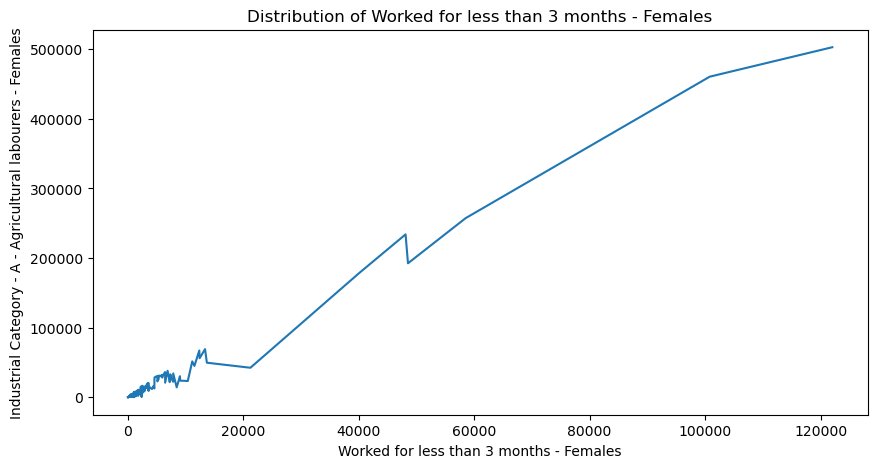 Distribution of Worked for less than 3 months - Females
Industrial Category - A - Agricultural labourers - Females
500000
400000
300000
200000
100000
0
0 20000 40000 60000 80000 100000 120000
Worked for less than 3 months - Females